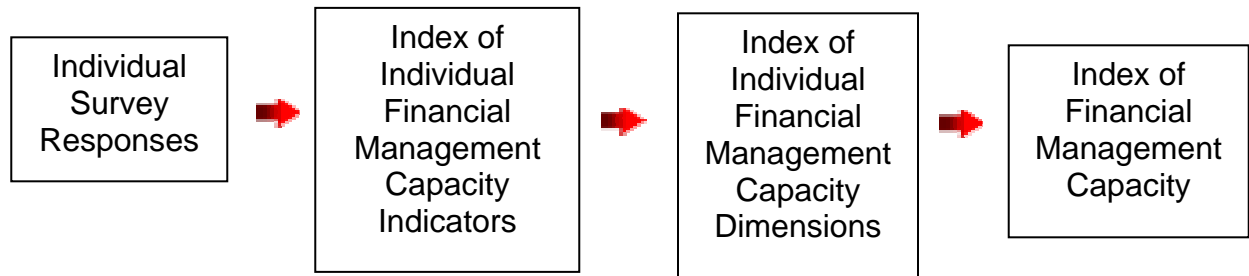 Individual
Survey
Responses
Index of
Individual
Financial
Management
Capacity
Indicators
Index of
Individual
Financial
Management
Capacity
Dimensions
Index of
Financial
Management
Capacity